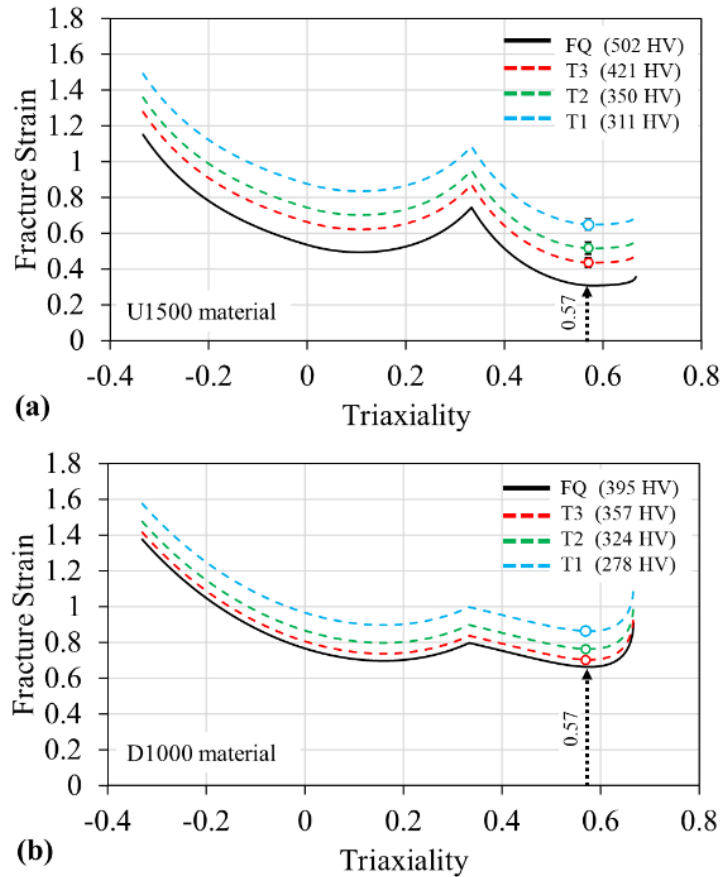 1.8
1.6
1.4
1.2
1
0.8
0.6
0.4
0.2
0
Fracture Strain
FQ (502 HV)
T3 (421 HV)
T2 (350 HV)
T1 (311 HV)
U1500 material
0.57
-0.4 -0.2 0 0.2 0.4 0.6 0.8
(a)
Triaxiality
1.8
1.6
1.4
1.2
1
0.8
0.6
0.4
0.2
0
Fracture Strain
FQ (395 HV)
T3 (357 HV)
T2 (324 HV)
T1 (278 HV)
D1000 material
0.57
-0.4 -0.2 0 0.2 0.4 0.6 0.8
(b)
Triaxiality